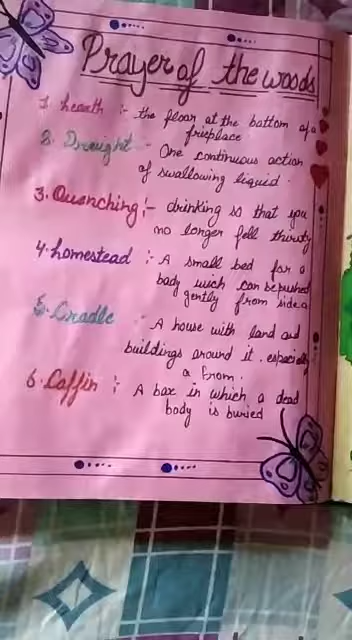 Prayer of the woods
1. hearth :- the floor at the bottom of a
fireplace
2. Draught - One continuous action
of swallowing liquid.
3. Quenching :- drinking so that you
no longer fell thirsty
4. homestead :- A small bed for a
body wich can be pushed
gently from side a
5. Cradle :- A house with land and
buildings around it. especially
a from.
6. Coffin :- A box in which a dead
body is buried